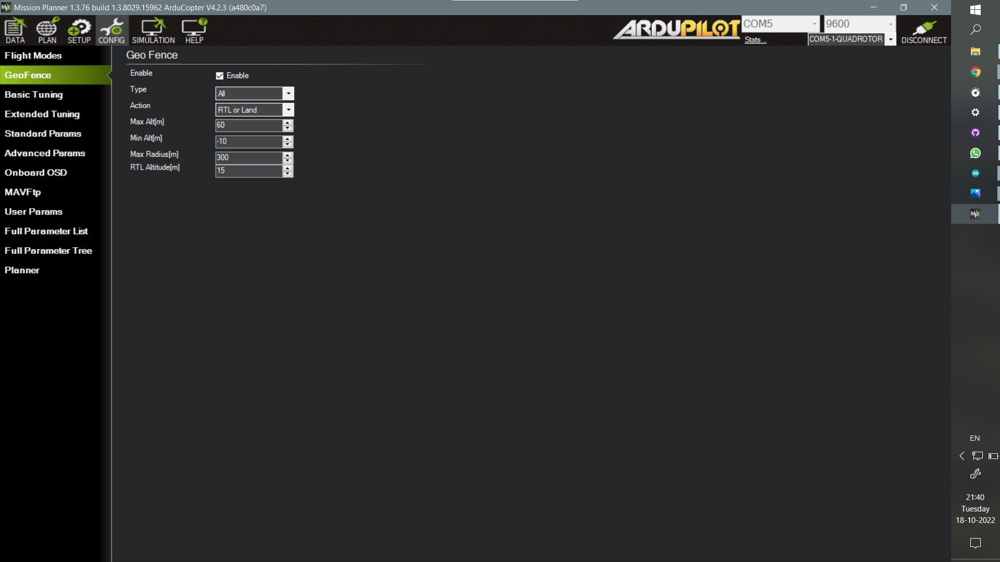 Mission Planner 1.3.76 build 1.3.8029.15962 ArduCopter V4.2.3 (a480c0a7)
DATA PLAN SETUP CONFIG SIMULATION HELP
ARDUPILOT
COM5 9600
Stats... COM5-1-QUADROTOR DISCONNECT
Flight Modes
GeoFence
Basic Tuning
Extended Tuning
Standard Params
Advanced Params
Onboard OSD
MAVFtp
User Params
Full Parameter List
Full Parameter Tree
Planner
Geo Fence
Enable Enable
Type All
Action RTL or Land
Max Alt[m] 60
Min Alt[m] -10
Max Radius[m] 300
RTL Altitude[m] 15
Mp
EN
21:40
Tuesday
18-10-2022